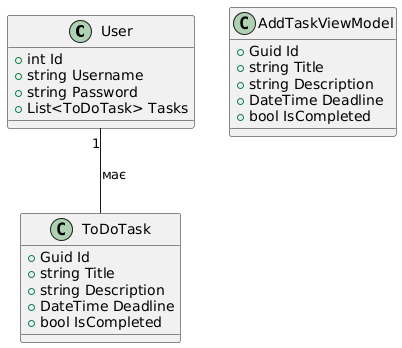 C User
int Id
string Username
string Password
List<ToDoTask> Tasks
C AddTaskViewModel
Guid Id
string Title
string Description
DateTime Deadline
bool IsCompleted
1
має
C ToDoTask
Guid Id
string Title
string Description
DateTime Deadline
bool IsCompleted